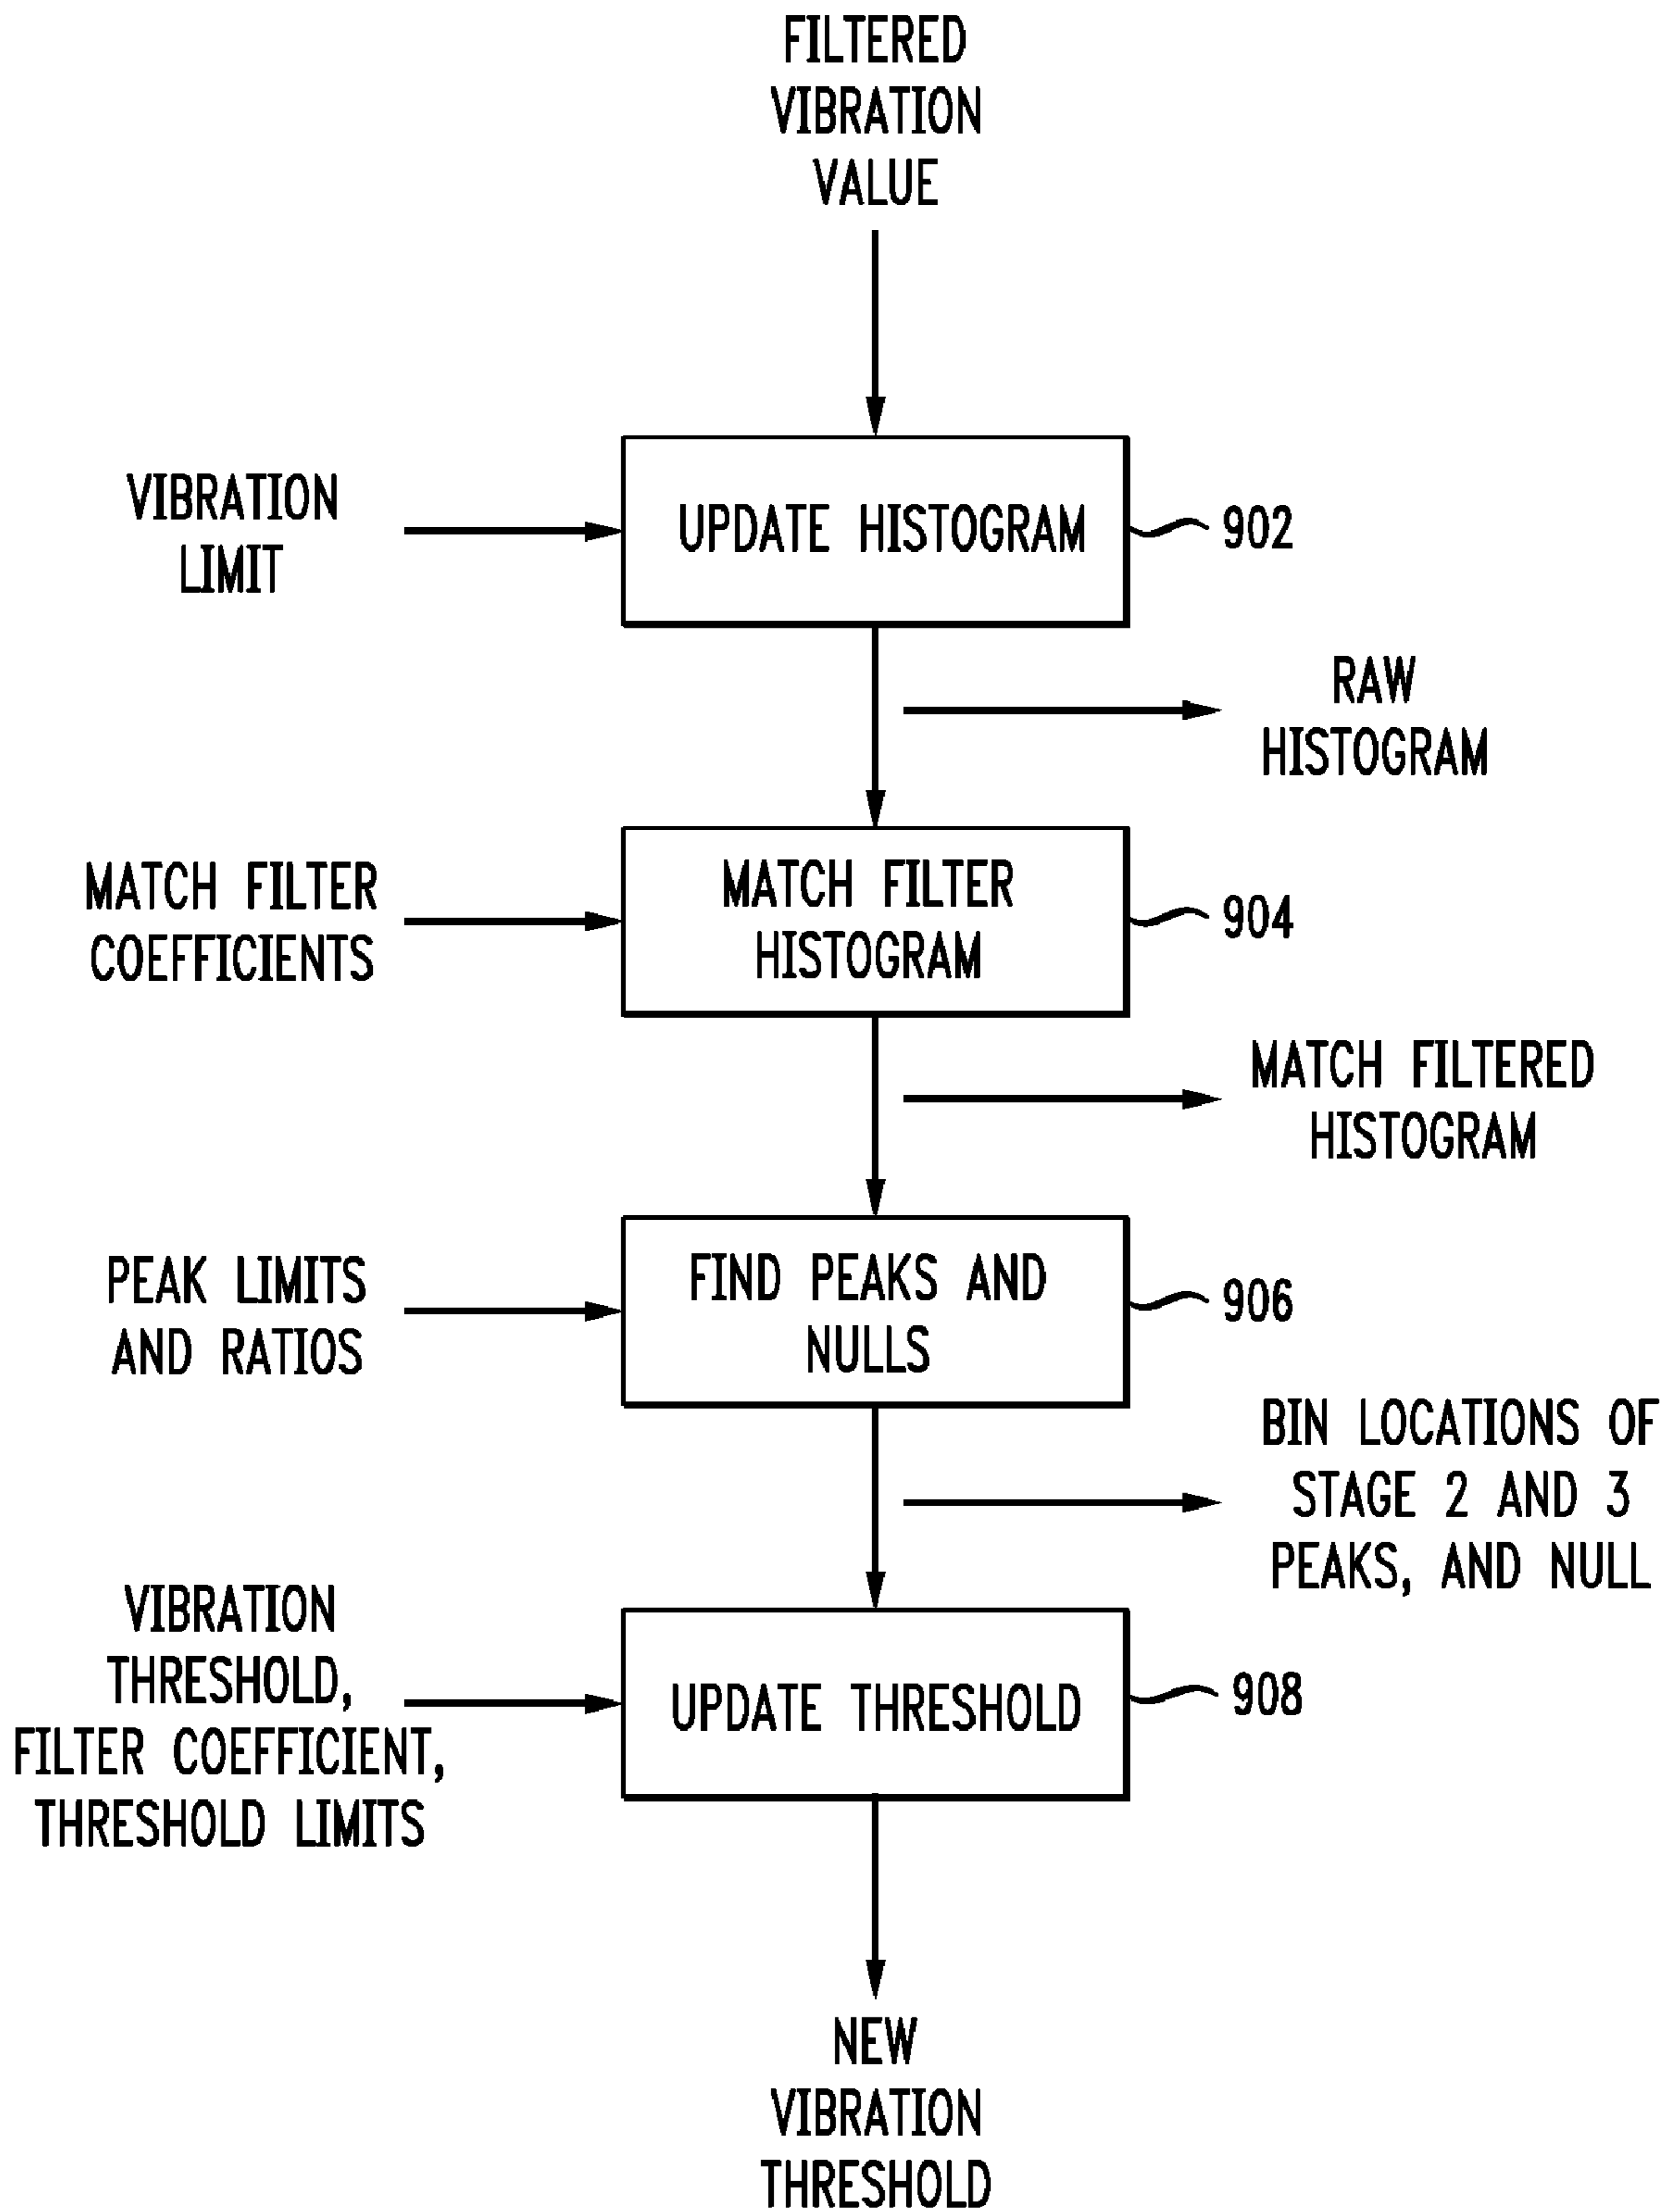 FILTERED
VIBRATION
VALUE
VIBRATION
LIMIT
UPDATE HISTOGRAM
902
RAW
HISTOGRAM
MATCH FILTER
COEFFICIENTS
MATCH FILTER
HISTOGRAM
904
MATCH FILTERED
HISTOGRAM
PEAK LIMITS
AND RATIOS
FIND PEAKS AND
NULLS
906
BIN LOCATIONS OF
STAGE 2 AND 3
PEAKS, AND NULL
VIBRATION
THRESHOLD,
FILTER COEFFICIENT,
THRESHOLD LIMITS
UPDATE THRESHOLD
908
NEW
VIBRATION
THRESHOLD